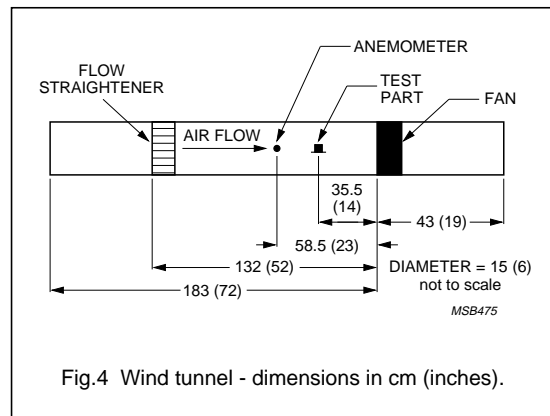 ANEMOMETER
FLOW
STRAIGHTENER
TEST
PART
FAN
AIR FLOW
35.5
(14)
43 (19)
58.5 (23)
132 (52)
DIAMETER = 15 (6)
not to scale
183 (72)
MSB475
Fig.4 Wind tunnel - dimensions in cm (inches).